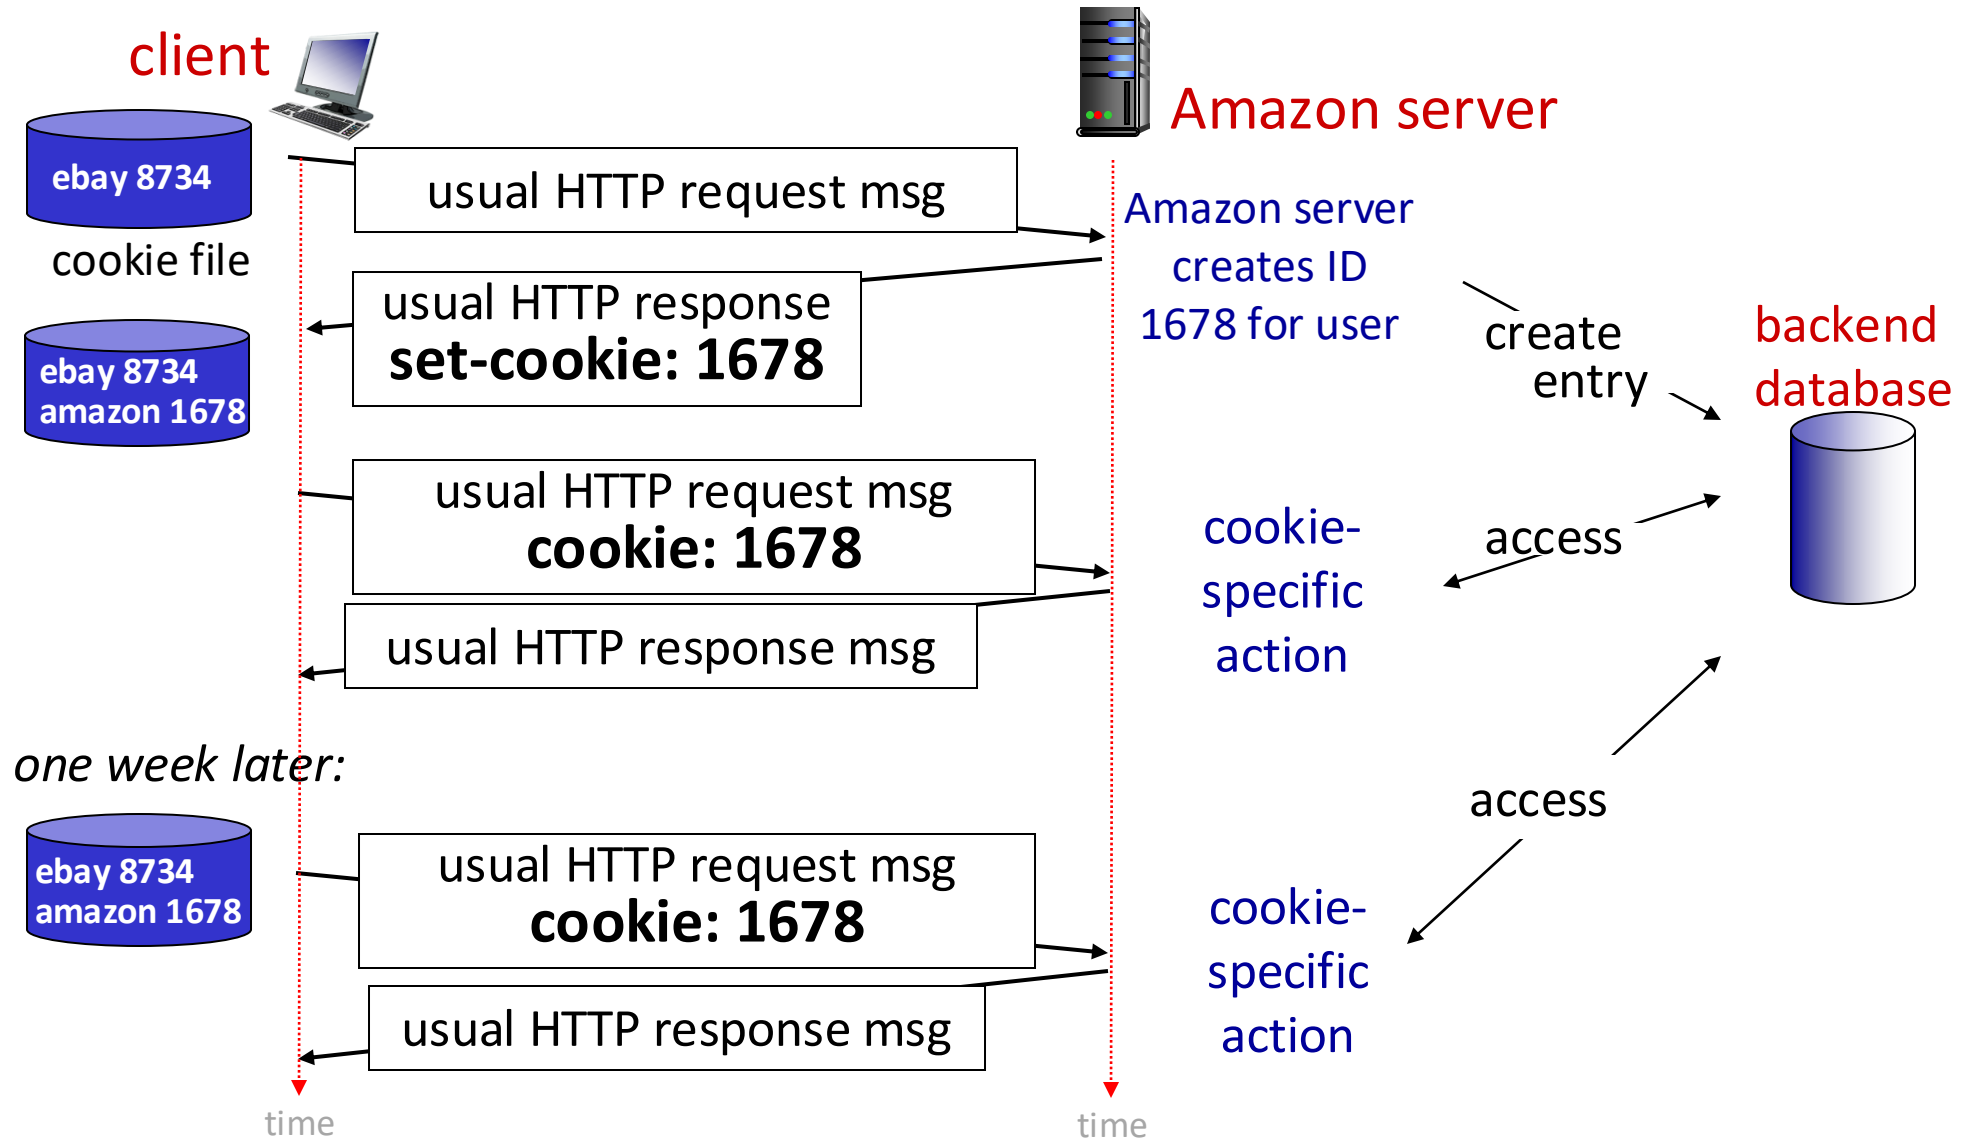 client
Amazon server
ebay 8734
cookie file
usual HTTP request msg
Amazon server
creates ID
1678 for user
usual HTTP response
set-cookie: 1678
create
entry
backend
database
ebay 8734
amazon 1678
usual HTTP request msg
cookie: 1678
cookie-
specific
action
access
usual HTTP response msg
one week later:
access
ebay 8734
amazon 1678
usual HTTP request msg
cookie: 1678
cookie-
specific
action
usual HTTP response msg
time
time